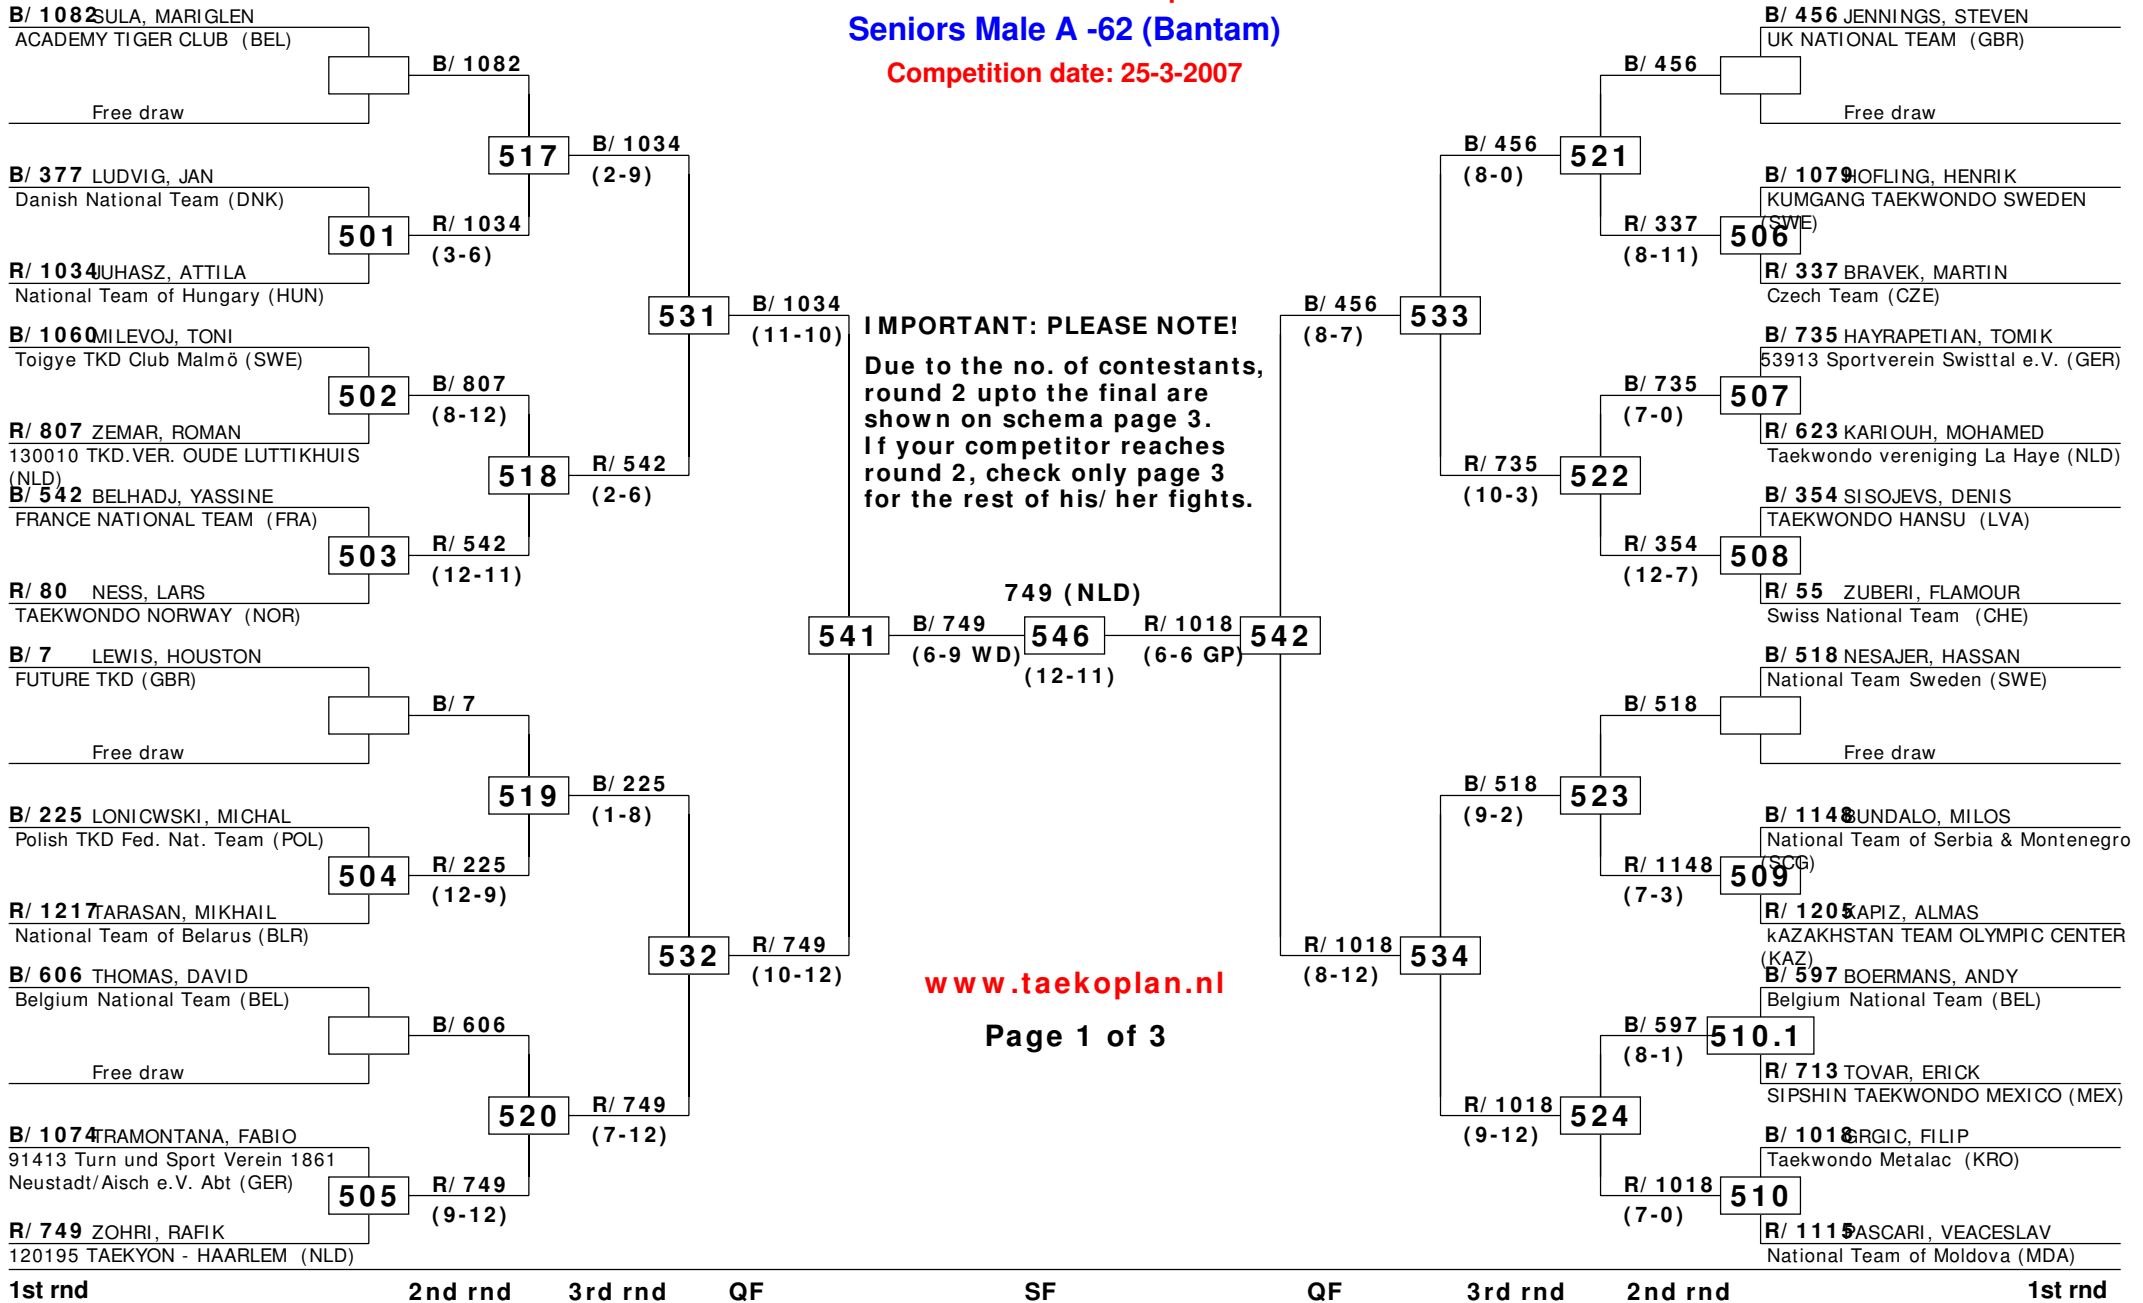 Seniors Male A -62 (Bantam)
Competition date: 25-3-2007
B/ 1082 SULA, MARIGLEN
ACADEMY TIGER CLUB (BEL)
Free draw
B/ 377 LUDVIG, JAN
Danish National Team (DNK)
R/ 1034 JUHASZ, ATTILA
National Team of Hungary (HUN)
B/ 1060 MILEVOJ, TONI
Toigye TKD Club Malmö (SWE)
R/ 807 ZEMAR, ROMAN
130010 TKD.VER. OUDE LUTTIKHUIS
(NLD)
B/ 542 BELHADJ, YASSINE
FRANCE NATIONAL TEAM (FRA)
R/ 80 NESS, LARS
TAEKWONDO NORWAY (NOR)
B/ 7 LEWIS, HOUSTON
FUTURE TKD (GBR)
Free draw
B/ 225 LONICWSKI, MICHAL
Polish TKD Fed. Nat. Team (POL)
R/ 1217 TARASAN, MIKHAIL
National Team of Belarus (BLR)
B/ 606 THOMAS, DAVID
Belgium National Team (BEL)
Free draw
B/ 1074 TRAMONTANA, FABIO
91413 Turn und Sport Verein 1861
Neustadt/Aisch e.V. Abt (GER)
R/ 749 ZOHRI, RAFIK
120195 TAEKYON - HAARLEM (NLD)
501
502
503
504
505
B/ 1082
R/ 1034
(3-6)
B/ 807
(8-12)
R/ 542
(12-11)
B/ 7
R/ 225
(12-9)
B/ 606
R/ 749
(9-12)
517
518
519
520
B/ 1034
(2-9)
R/ 542
(2-6)
B/ 225
(1-8)
R/ 749
(7-12)
531
532
B/ 1034
(11-10)
R/ 749
(10-12)
IMPORTANT: PLEASE NOTE!
Due to the no. of contestants,
round 2 upto the final are
shown on schema page 3.
If your competitor reaches
round 2, check only page 3
for the rest of his/ her fights.
749 (NLD)
541
B/ 749
(6-9 WD)
546
(12-11)
R/ 1018
(6-6 GP)
542
www.taekoplan.nl
Page 1 of 3
B/ 456
(8-7)
R/ 1018
(8-12)
533
534
B/ 456
(8-0)
R/ 735
(10-3)
B/ 518
(9-2)
R/ 1018
(9-12)
521
522
523
524
B/ 456
R/ 337
(8-11)
B/ 735
(7-0)
R/ 354
(12-7)
B/ 518
R/ 1148
(7-3)
B/ 597
(8-1)
R/ 1018
(7-0)
506
507
508
509
510.1
510
B/ 456 JENNINGS, STEVEN
UK NATIONAL TEAM (GBR)
Free draw
B/ 1079 HOFLING, HENRIK
KUMGANG TAEKWONDO SWEDEN
(SWE)
R/ 337 BRAVEK, MARTIN
Czech Team (CZE)
B/ 735 HAYRAPETIAN, TOMIK
53913 Sportverein Swisttal e.V. (GER)
R/ 623 KARIOUH, MOHAMED
Taekwondo vereniging La Haye (NLD)
B/ 354 SISOJEVS, DENIS
TAEKWONDO HANSU (LVA)
R/ 55 ZUBERI, FLAMOUR
Swiss National Team (CHE)
B/ 518 NESAJER, HASSAN
National Team Sweden (SWE)
Free draw
B/ 1148 BUNDALO, MILOS
National Team of Serbia & Montenegro
(SCG)
R/ 1205 KAPIZ, ALMAS
kAZAKHSTAN TEAM OLYMPIC CENTER
(KAZ)
B/ 597 BOERMANS, ANDY
Belgium National Team (BEL)
R/ 713 TOVAR, ERICK
SIPSHIN TAEKWONDO MEXICO (MEX)
B/ 1018 GRGIC, FILIP
Taekwondo Metalac (KRO)
R/ 1115 PASCARI, VEACESLAV
National Team of Moldova (MDA)
1st rnd 2nd rnd 3rd rnd QF SF QF 3rd rnd 2nd rnd 1st rnd